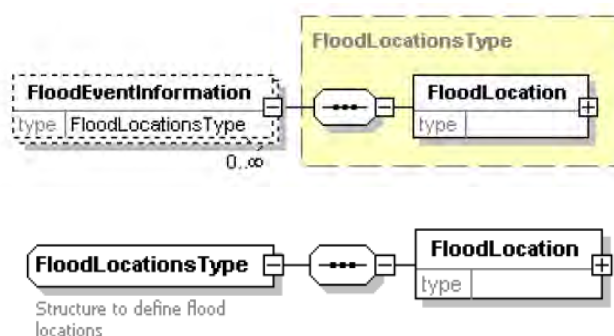 FloodLocationsType
FloodEventInformation
type FloodLocationsType
0..∞
FloodLocation
type
FloodLocationsType
Structure to define flood
locations
FloodLocation
type